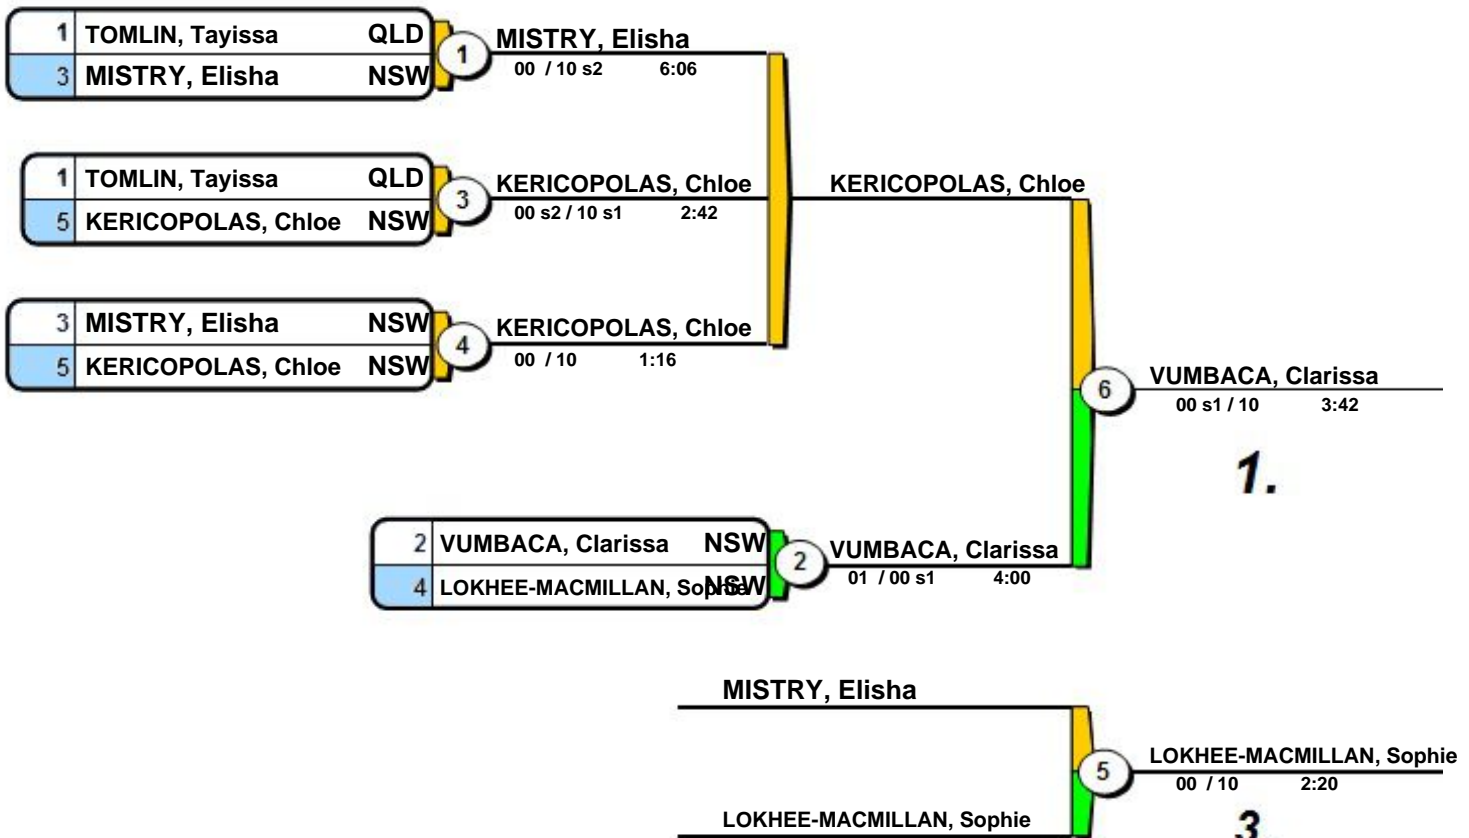 1 TOMLIN, Tayissa QLD
3 MISTRY, Elisha NSW
1 MISTRY, Elisha
00 / 10 s2 6:06
1 TOMLIN, Tayissa QLD
5 KERICOPOLAS, Chloe NSW
3 KERICOPOLAS, Chloe
00 s2 / 10 s1 2:42
KERICOPOLAS, Chloe
3 MISTRY, Elisha NSW
5 KERICOPOLAS, Chloe NSW
4 KERICOPOLAS, Chloe
00 / 10 1:16
6 VUMBACA, Clarissa
00 s1 / 10 3:42
1.
2 VUMBACA, Clarissa NSW
4 LOKHEE-MACMILLAN, Sophie NSW
2 VUMBACA, Clarissa
01 / 00 s1 4:00
MISTRY, Elisha
5 LOKHEE-MACMILLAN, Sophie
00 / 10 2:20
LOKHEE-MACMILLAN, Sophie
3.